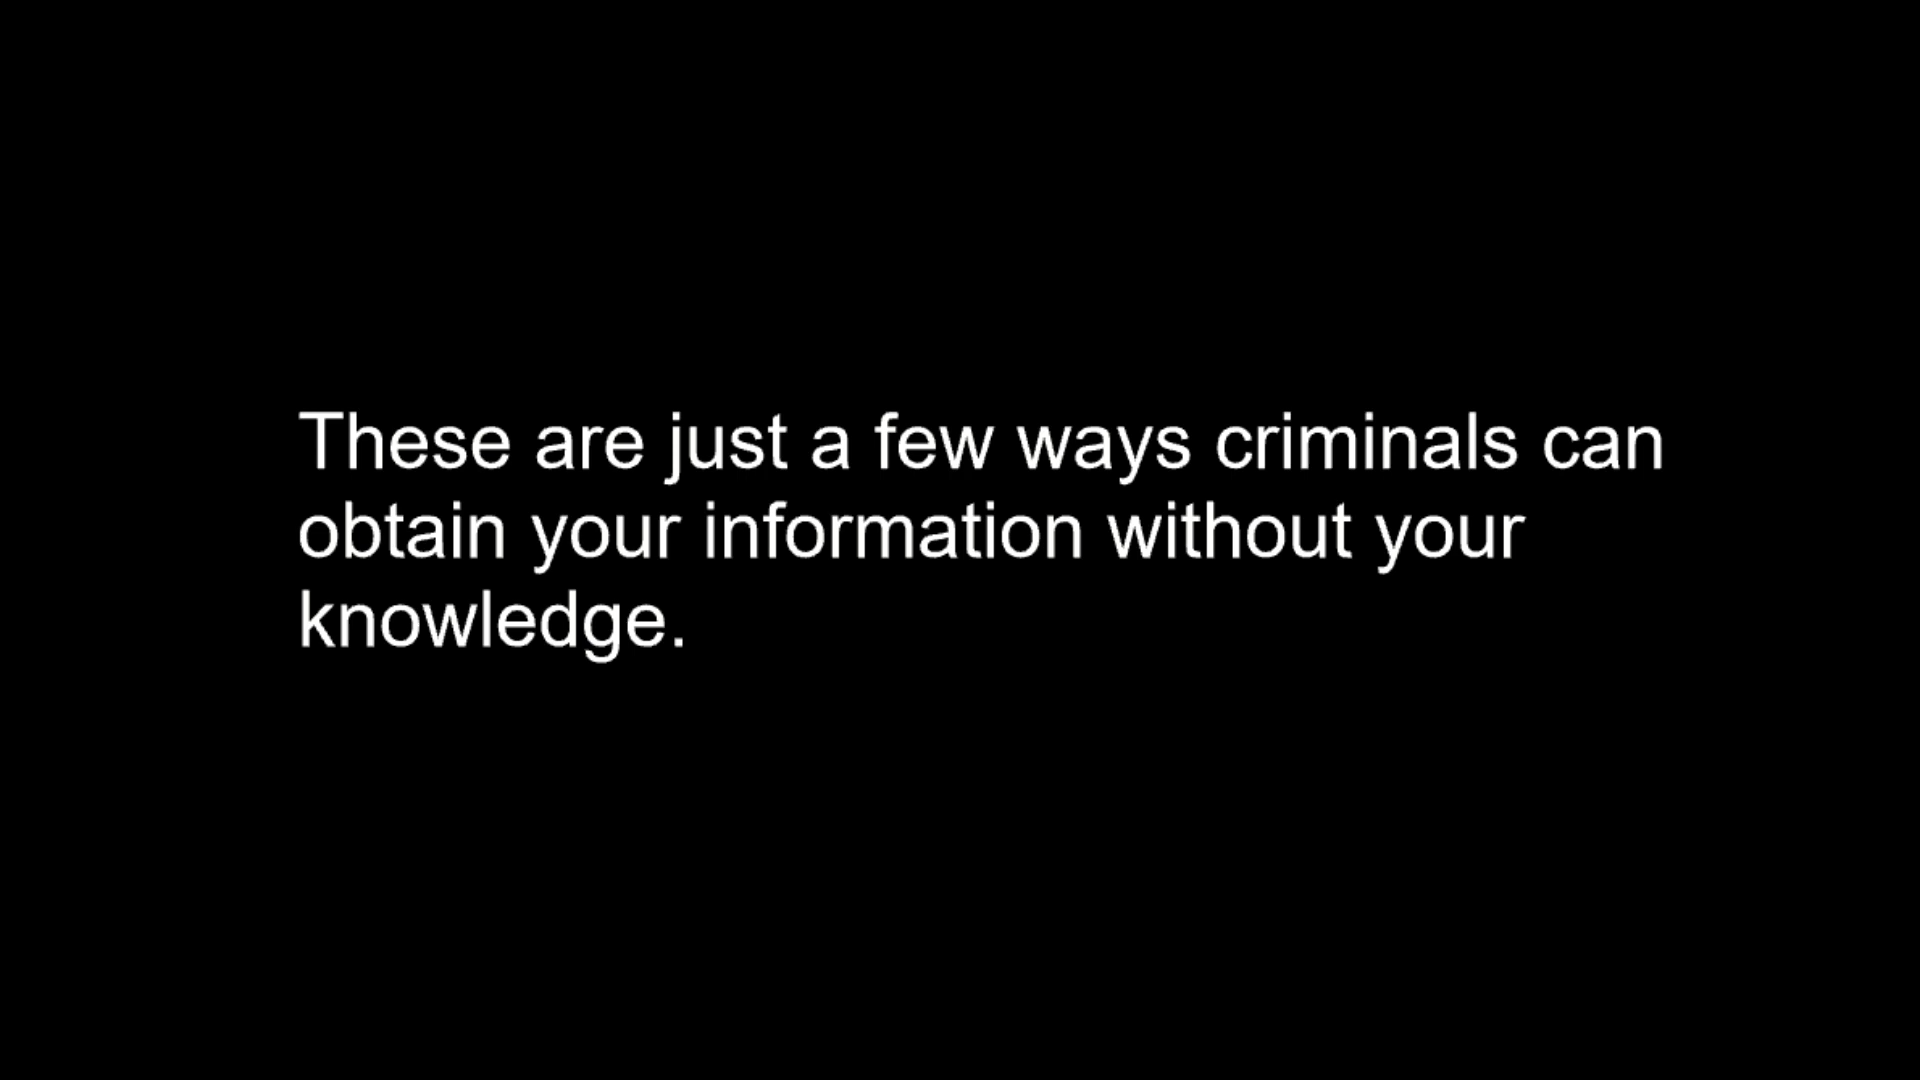 These are just a few ways criminals can
obtain your information without your
knowledge.